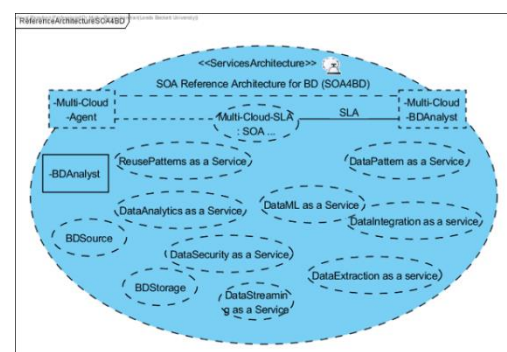 ReferenceArchitectureSOA4BD
<<ServicesArchitecture>>
SOA Reference Architecture for BD (SOA4BD)
-Multi-Cloud
-Agent
Multi-Cloud-SLA
: SOA ...
SLA
-Multi-Cloud
-BDAnalyst
ReusePatterns as a Service
DataPattern as a Service
-BDAnalyst
DataAnalytics as a Service
DataML as a Service
DataIntegration as a service
BDSource
DataSecurity as a Service
DataExtraction as a service
BDStorage
DataStreamin
g as a Service